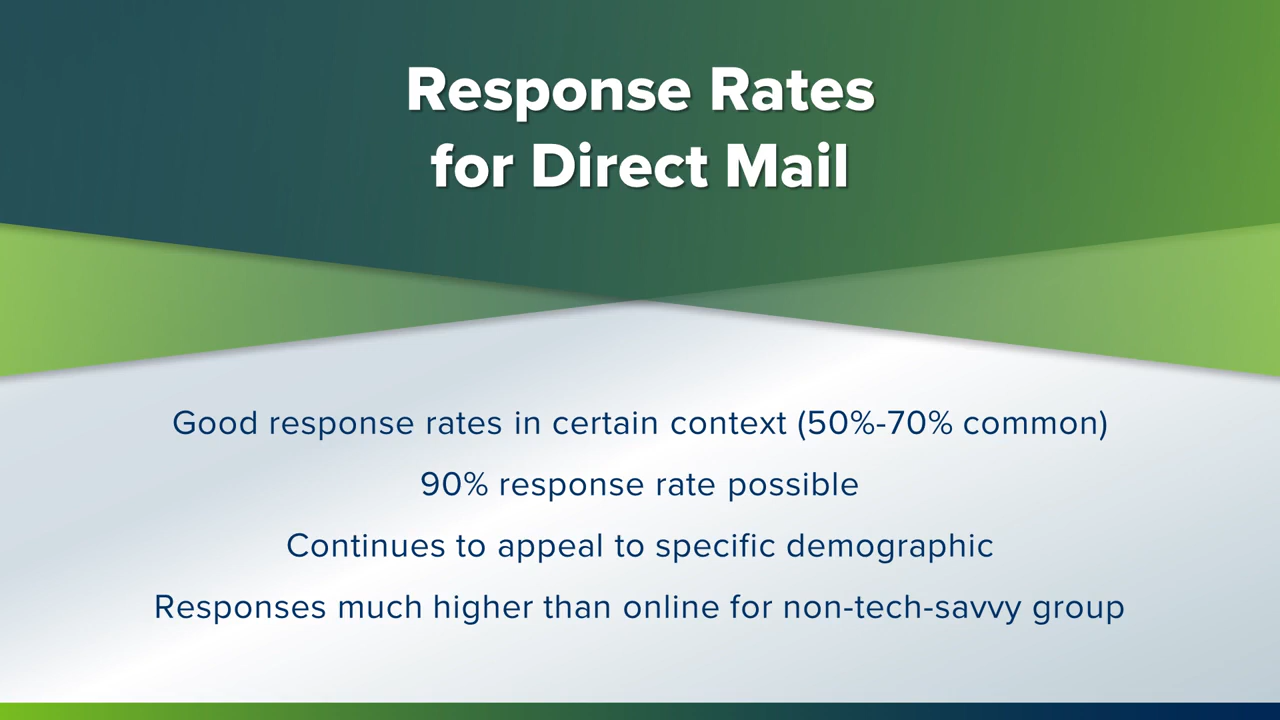 Response Rates
for Direct Mail
Good response rates in certain context (50%-70% common)
90% response rate possible
Continues to appeal to specific demographic
Responses much higher than online for non-tech-savvy group